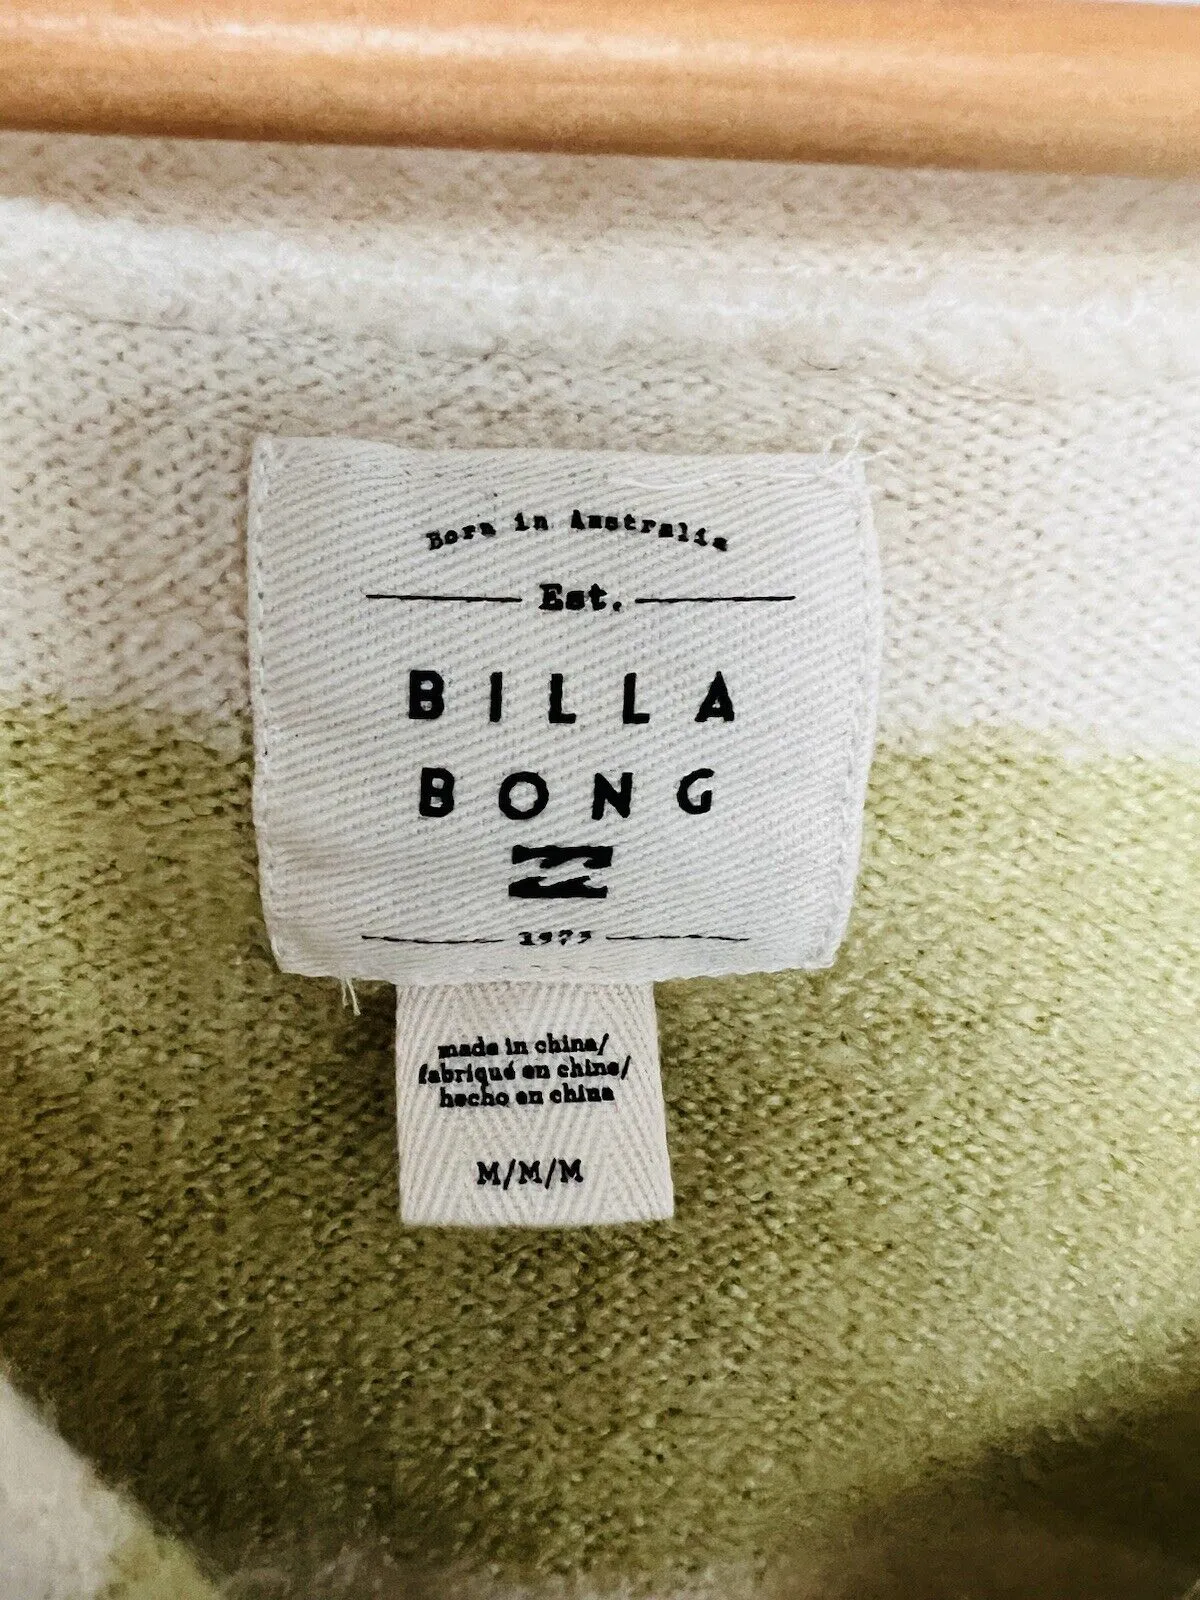 Born in Australia
Est.
BILLA
BONG
1973
made in china/
fabriqué en chine/
hecho en china
M/M/M